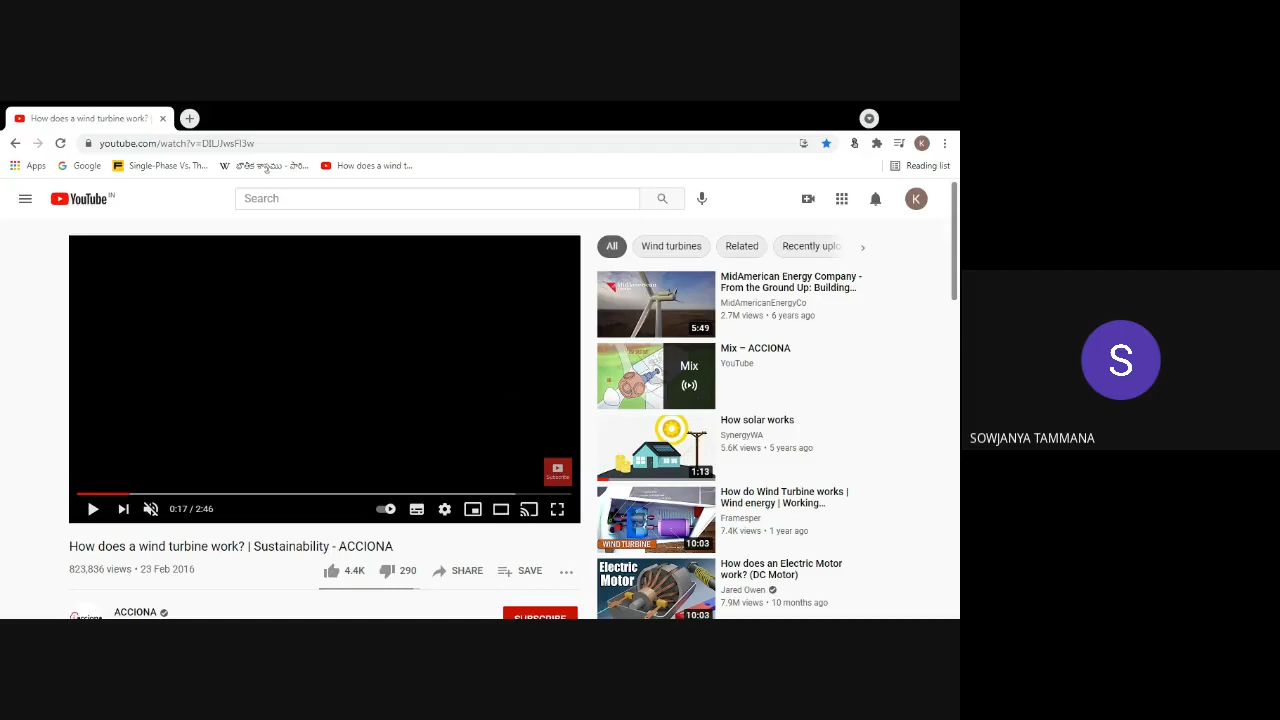 How does a wind turbine work? |
youtube.com/watch?v=DILJJwsFl3w
Apps
Google
Single-Phase Vs. Th...
భౌతిక శాస్త్రము - పారి...
How does a wind t...
Reading list
YouTube IN
Search
K
All
Wind turbines
Related
Recently uplo
MidAmerican Energy Company -
From the Ground Up: Building...
MidAmericanEnergyCo
2.7M views • 6 years ago
MidAmerican
5:49
Mix – ACCIONA
YouTube
Mix
How solar works
SynergyWA
5.6K views • 5 years ago
1:13
How do Wind Turbine works |
Wind energy | Working...
Framesper
7.4K views • 1 year ago
WIND TURBINE
10:03
How does an Electric Motor
work? (DC Motor)
Jared Owen
7.9M views • 10 months ago
Electric
Motor
10:03
Subscribe
0:17 / 2:46
How does a wind turbine work? | Sustainability - ACCIONA
823,836 views • 23 Feb 2016
4.4K
290
SHARE
SAVE
acciona
ACCIONA
SUBSCRIBE
S
SOWJANYA TAMMANA